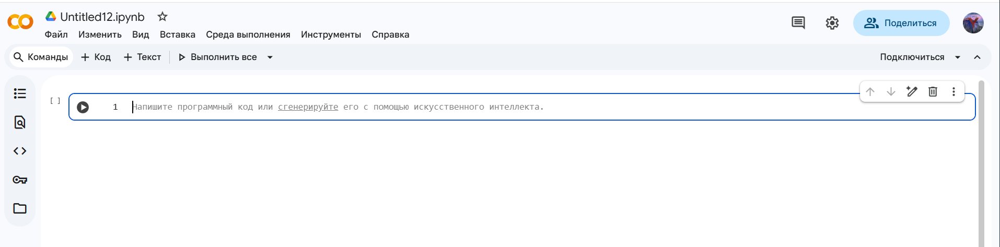 Untitled12.ipynb
Файл Изменить Вид Вставка Среда выполнения Инструменты Справка
Поделиться
Команды + Код + Текст Выполнить все
Подключиться
[ ] 1 Напишите программный код или сгенерируйте его с помощью искусственного интеллекта.